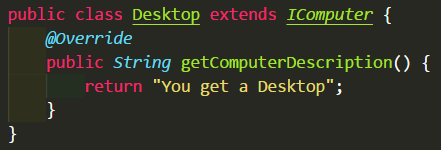 public class Desktop extends IComputer {
    @Override
    public String getComputerDescription() {
        return "You get a Desktop";
    }
}